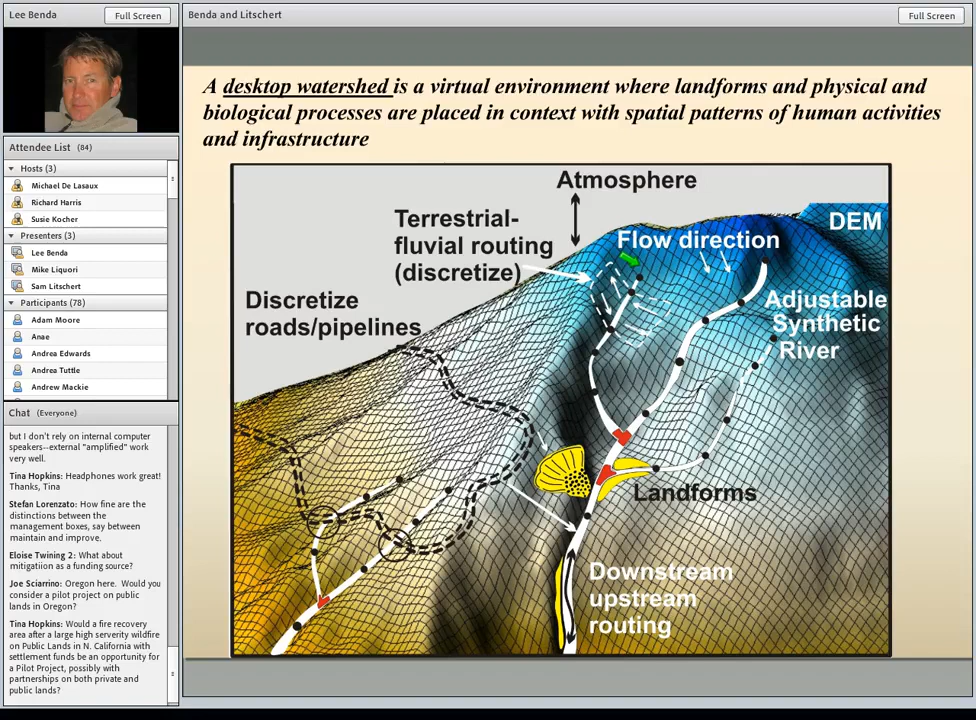 Lee Benda
Full Screen
Benda and Litschert
Full Screen
Attendee List (84)
Hosts (3)
Michael De Lasaux
Richard Harris
Susie Kocher
Presenters (3)
Lee Benda
Mike Liquori
Sam Litschert
Participants (78)
Adam Moore
Anae
Andrea Edwards
Andrea Tuttle
Andrew Mackie
Chat (Everyone)
but I don't rely on internal computer
speakers--external "amplified" work
very well.
Tina Hopkins: Headphones work great!
Thanks, Tina
Stefan Lorenzato: How fine are the
distinctions between the
management boxes, say between
maintain and improve.
Eloise Twining 2: What about
mitigatiion as a funding source?
Joe Sciarrino: Oregon here. Would you
consider a pilot project on public
lands in Oregon?
Tina Hopkins: Would a fire recovery
area after a large high serverity wildfire
on Public Lands in N. California with
settlement funds be an opportunity for
a Pilot Project, possibly with
partnerships on both private and
public lands?
A desktop watershed is a virtual environment where landforms and physical and
biological processes are placed in context with spatial patterns of human activities
and infrastructure
Atmosphere
Terrestrial-
fluvial routing
(discretize)
Flow direction
DEM
Discretize
roads/pipelines
Adjustable
Synthetic
River
Landforms
Downstream
upstream
routing